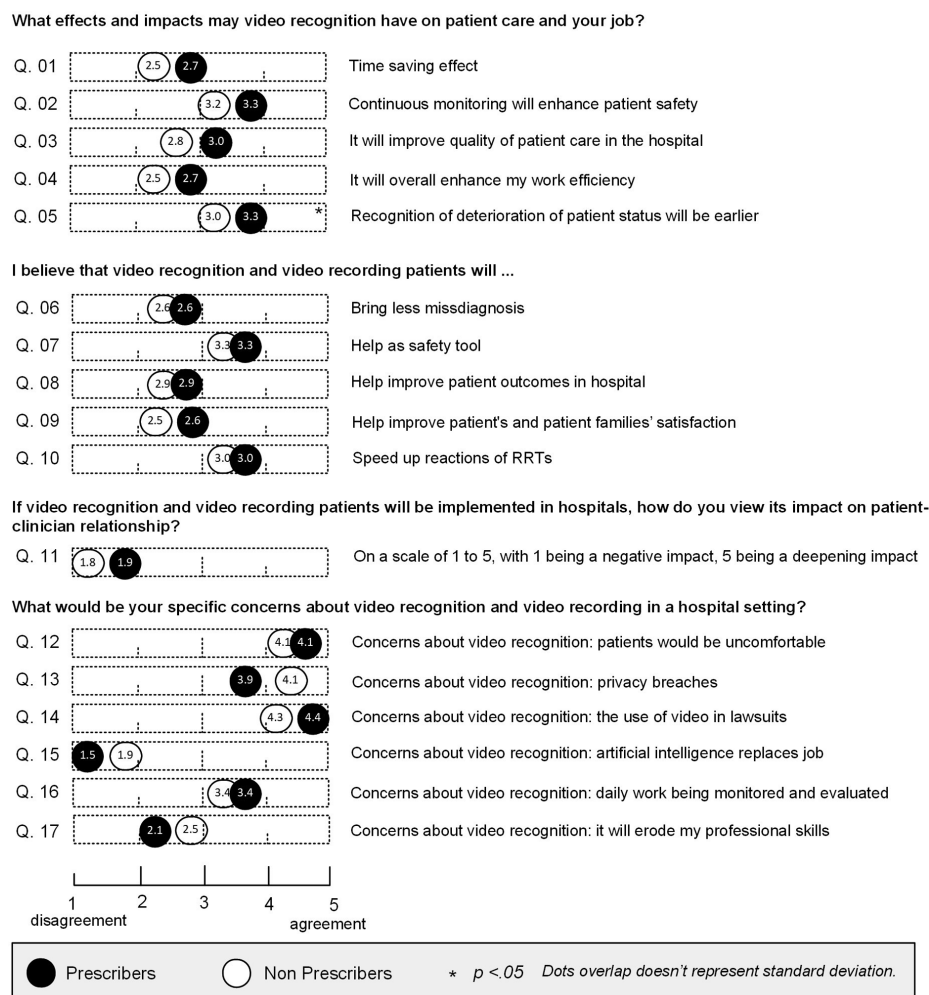 What effects and impacts may video recognition have on patient care and your job?
Q. 01 2.5 2.7 Time saving effect
Q. 02 3.2 3.3 Continuous monitoring will enhance patient safety
Q. 03 2.8 3.0 It will improve quality of patient care in the hospital
Q. 04 2.5 2.7 It will overall enhance my work efficiency
Q. 05 3.0 3.3 * Recognition of deterioration of patient status will be earlier
I believe that video recognition and video recording patients will ...
Q. 06 2.6 2.6 Bring less missdiagnosis
Q. 07 3.3 3.3 Help as safety tool
Q. 08 2.9 2.9 Help improve patient outcomes in hospital
Q. 09 2.5 2.6 Help improve patient's and patient families' satisfaction
Q. 10 3.0 3.0 Speed up reactions of RRTs
If video recognition and video recording patients will be implemented in hospitals, how do you view its impact on patient-
clinician relationship?
Q. 11 1.8 1.9 On a scale of 1 to 5, with 1 being a negative impact, 5 being a deepening impact
What would be your specific concerns about video recognition and video recording in a hospital setting?
Q. 12 4.1 4.1 Concerns about video recognition: patients would be uncomfortable
Q. 13 3.9 4.1 Concerns about video recognition: privacy breaches
Q. 14 4.3 4.4 Concerns about video recognition: the use of video in lawsuits
Q. 15 1.5 1.9 Concerns about video recognition: artificial intelligence replaces job
Q. 16 3.4 3.4 Concerns about video recognition: daily work being monitored and evaluated
Q. 17 2.1 2.5 Concerns about video recognition: it will erode my professional skills
1 2 3 4 5
disagreement agreement
Prescribers Non Prescribers * p <.05 Dots overlap doesn't represent standard deviation.